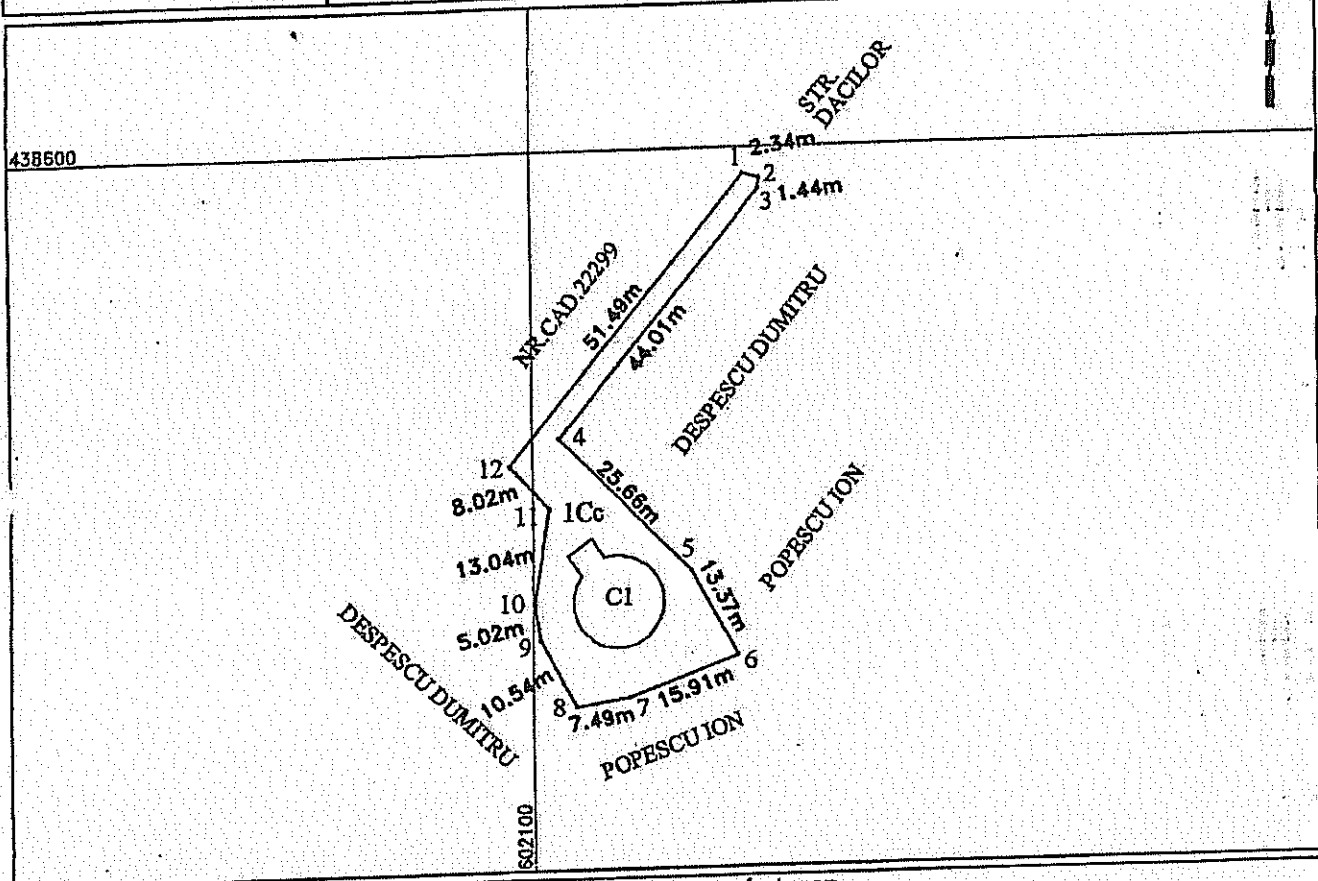 STR.
DACILOR
438600
1
2.34m
2
3
1.44m
NR.CAD.22299
51.49m
44.01m
DESPESCU DUMITRU
4
12
25.66m
8.02m
11
1Cc
POPESCU ION
5
13.04m
13.37m
C1
10
5.02m
9
DESPESCU DUMITRU
6
10.54m
8
7.49m
7
15.91m
POPESCU ION
602100